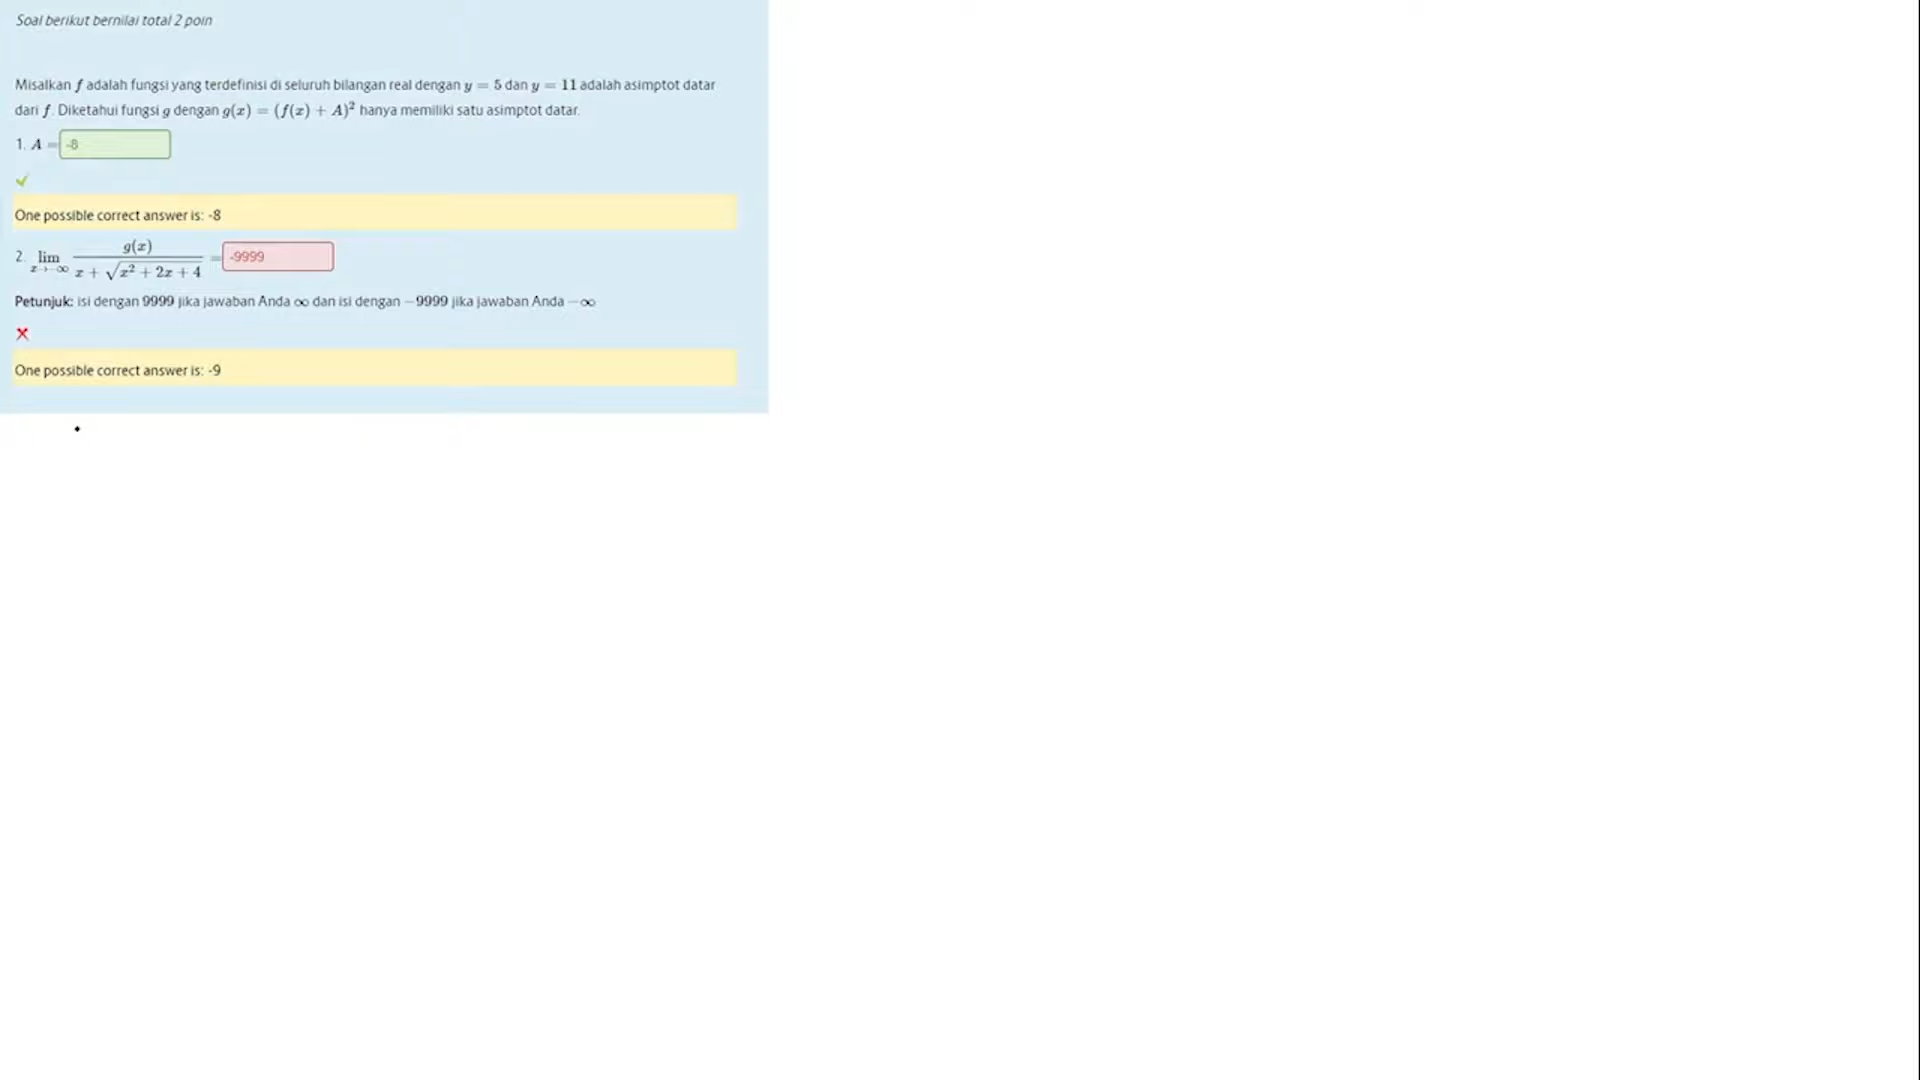 Soal berikut bernilai total 2 poin
Misalkan f adalah fungsi yang terdefinisi di seluruh bilangan real dengan y = 5 dan y = 11 adalah asimptot datar
dari f. Diketahui fungsi g dengan g(x) = (f(x) + A)² hanya memiliki satu asimptot datar.
1. A = -8
One possible correct answer is: -8
2. lim x→-∞ g(x) / (x + √(x² + 2x + 4)) = -9999
Petunjuk: isi dengan 9999 jika jawaban Anda ∞ dan isi dengan −9999 jika jawaban Anda −∞
One possible correct answer is: -9